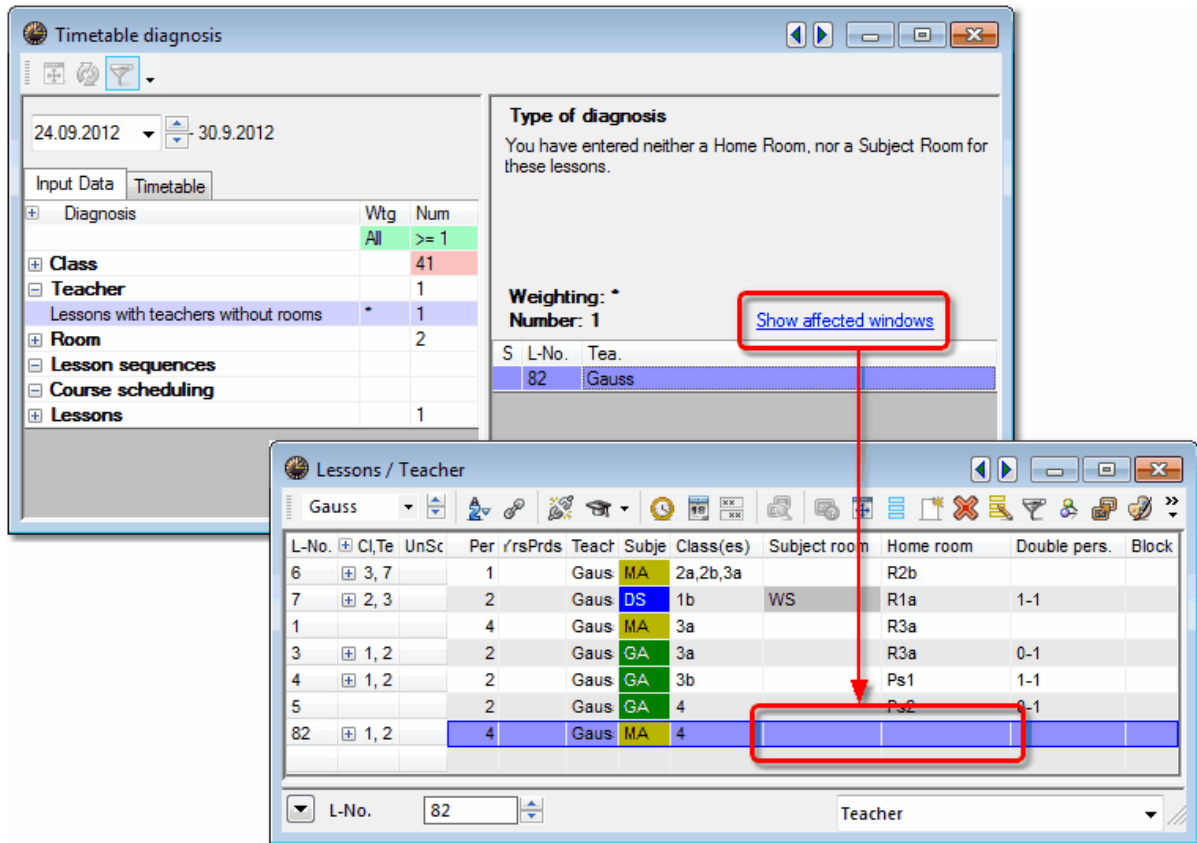 Timetable diagnosis
24.09.2012 - 30.9.2012
Input Data Timetable
Diagnosis Wtg Num
All >= 1
Class 41
Teacher 1
Lessons with teachers without rooms * 1
Room 2
Lesson sequences
Course scheduling
Lessons 1
Type of diagnosis
You have entered neither a Home Room, nor a Subject Room for
these lessons.
Weighting: *
Number: 1 Show affected windows
S L-No. Tea.
82 Gauss
Lessons / Teacher
Gauss
L-No. Cl,Te UnSc Per YrsPrds Teach Subje Class(es) Subject room Home room Double pers. Block
6 3, 7 1 Gaus MA 2a,2b,3a R2b
7 2, 3 2 Gaus DS 1b WS R1a 1-1
1 4 Gaus MA 3a R3a
3 1, 2 2 Gaus GA 3a R3a 0-1
4 1, 2 2 Gaus GA 3b Ps1 1-1
5 2 Gaus GA 4 Ps2 0-1
82 1, 2 4 Gaus MA 4
L-No. 82 Teacher